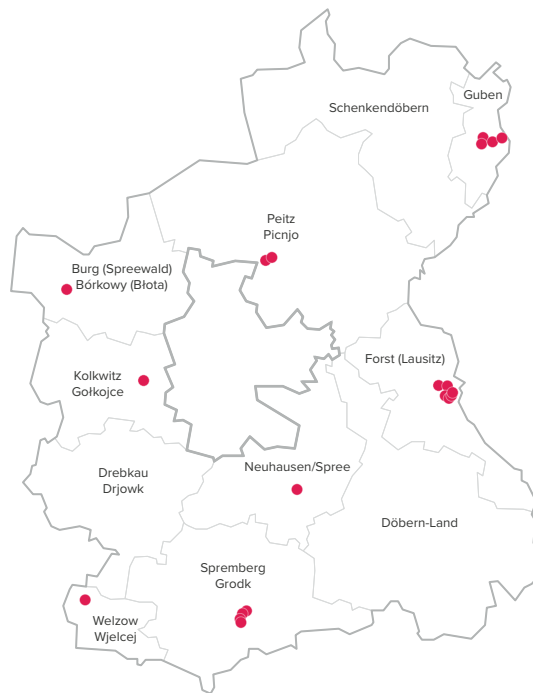 Guben
Schenkendöbern
Peitz
Picnjo
Burg (Spreewald)
Bórkowy (Błota)
Forst (Lausitz)
Kolkwitz
Gołkojce
Drebkau
Drjowk
Neuhausen/Spree
Döbern-Land
Spremberg
Grodk
Welzow
Wjelcej